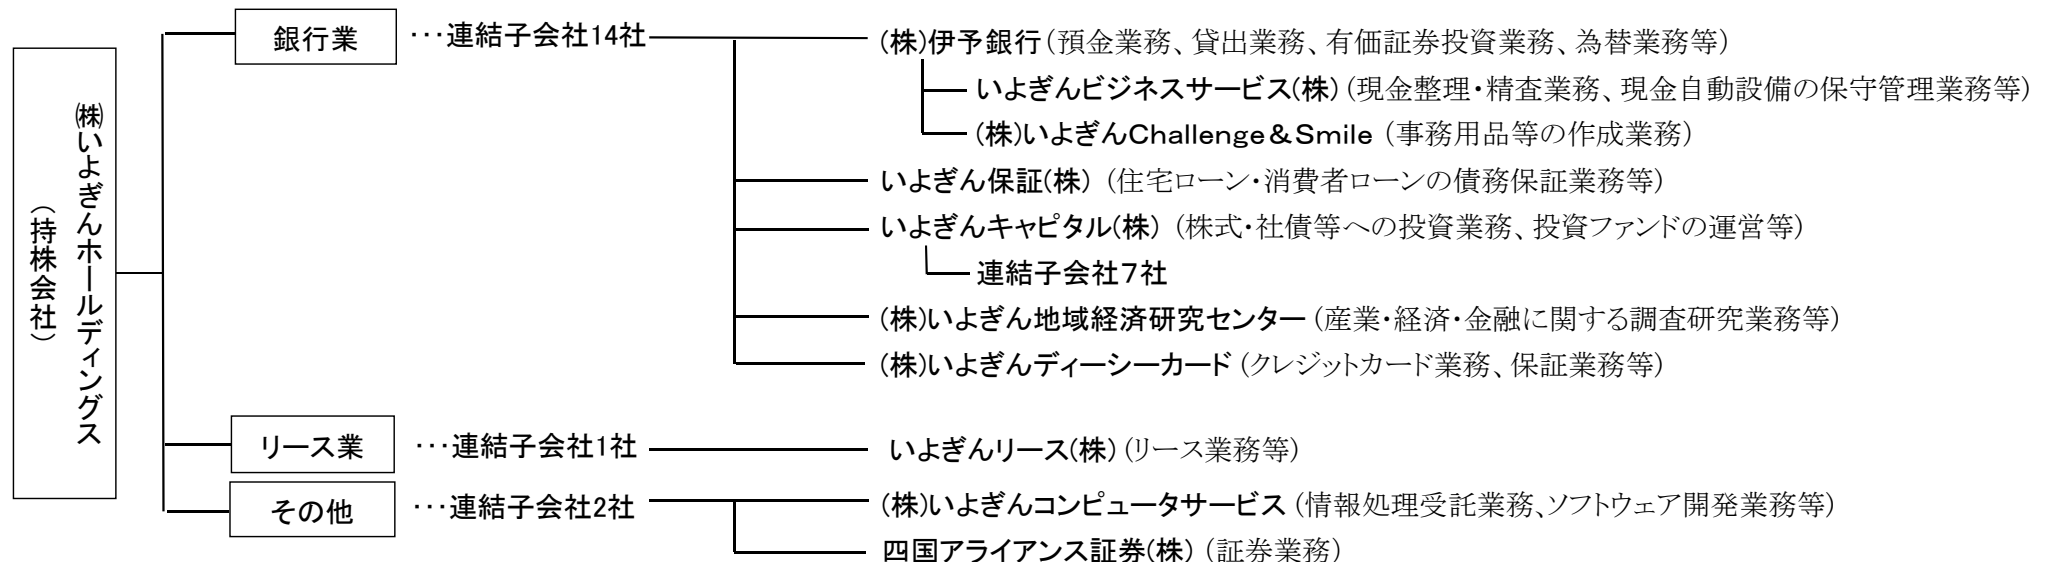 ㈱いよぎんホールディングス
（持株会社）
銀行業 ･･･連結子会社14社
(株)伊予銀行（預金業務、貸出業務、有価証券投資業務、為替業務等）
いよぎんビジネスサービス(株)（現金整理・精査業務、現金自動設備の保守管理業務等）
(株)いよぎんChallenge＆Smile（事務用品等の作成業務）
いよぎん保証(株)（住宅ローン・消費者ローンの債務保証業務等）
いよぎんキャピタル(株)（株式・社債等への投資業務、投資ファンドの運営等）
連結子会社７社
(株)いよぎん地域経済研究センター（産業・経済・金融に関する調査研究業務等）
(株)いよぎんディーシーカード（クレジットカード業務、保証業務等）
リース業 ･･･連結子会社1社 いよぎんリース(株)（リース業務等）
その他 ･･･連結子会社2社 (株)いよぎんコンピュータサービス（情報処理受託業務、ソフトウェア開発業務等）
四国アライアンス証券(株)（証券業務）